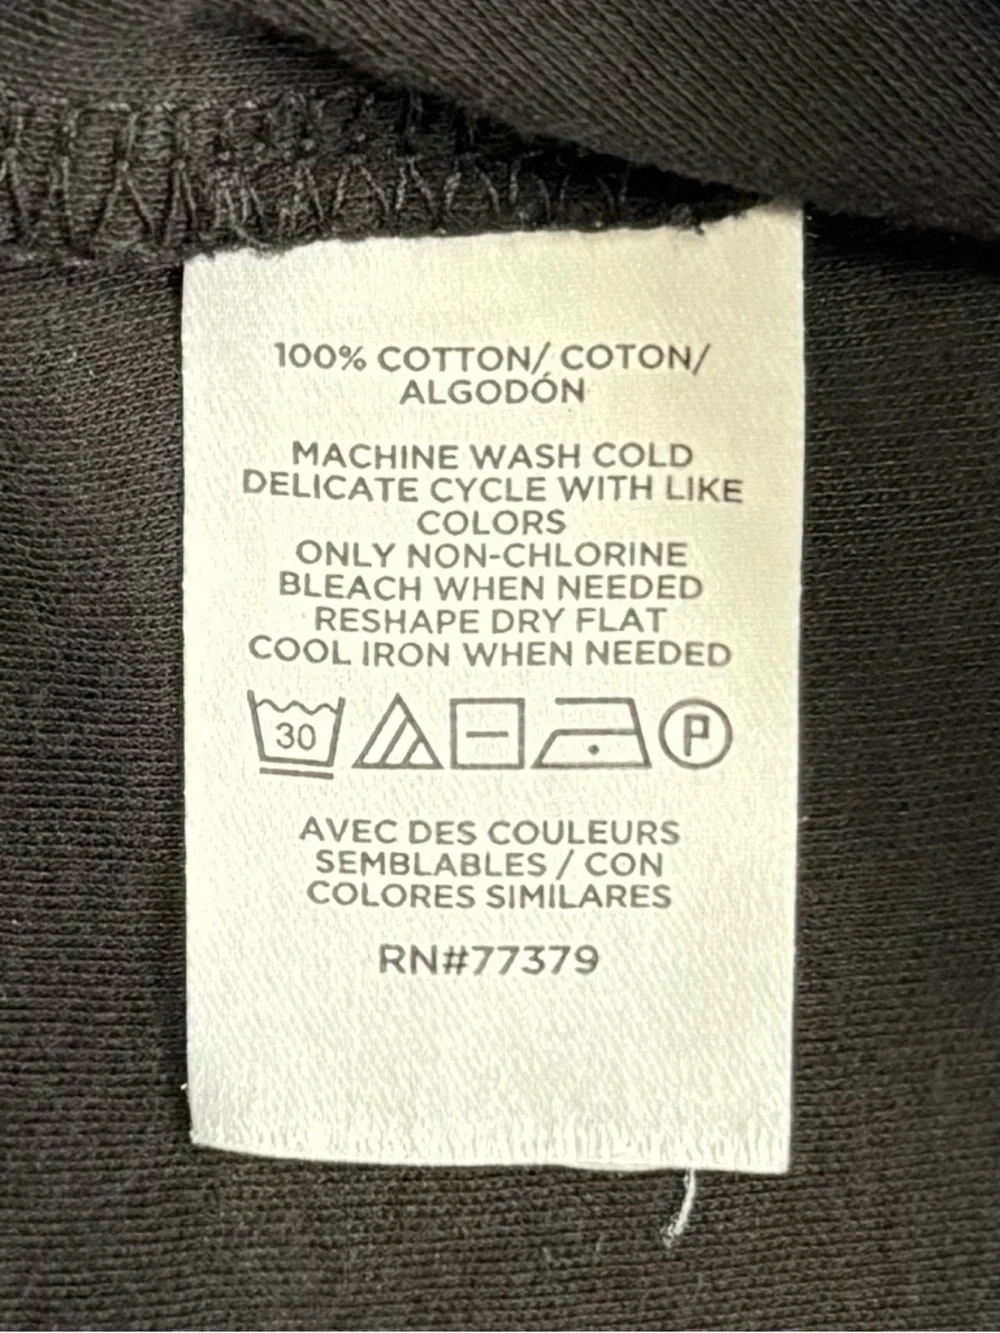 100% COTTON/ COTON/
ALGODÓN
MACHINE WASH COLD
DELICATE CYCLE WITH LIKE
COLORS
ONLY NON-CHLORINE
BLEACH WHEN NEEDED
RESHAPE DRY FLAT
COOL IRON WHEN NEEDED
30 P
AVEC DES COULEURS
SEMBLABLES / CON
COLORES SIMILARES
RN#77379